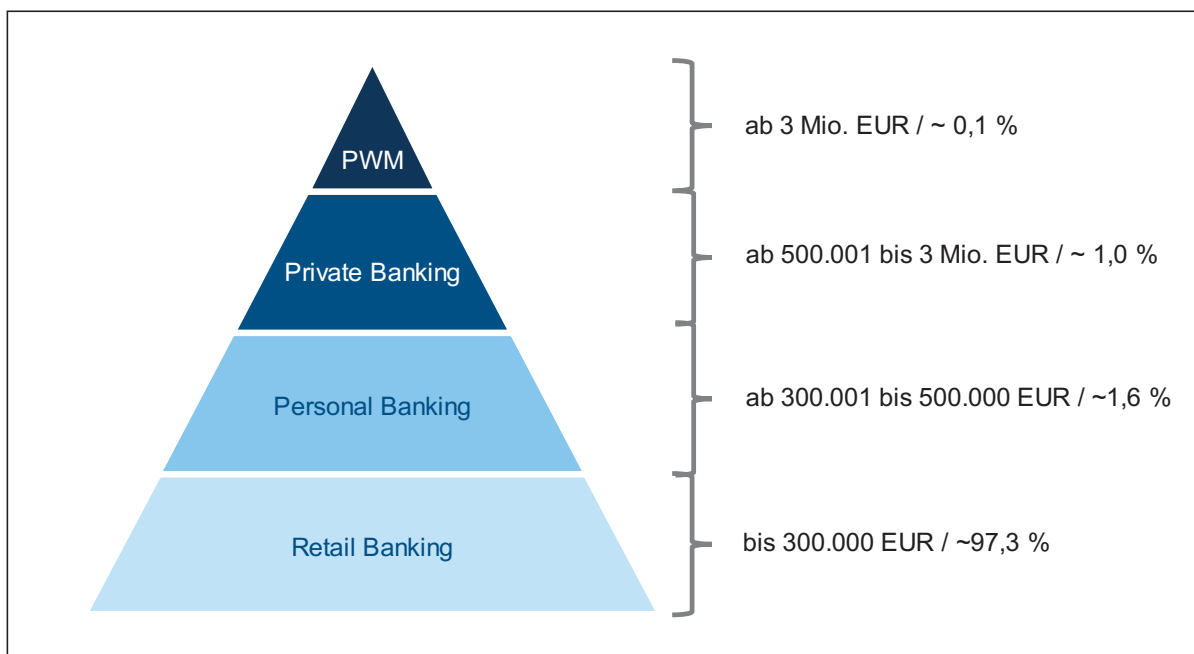 PWM
ab 3 Mio. EUR / ~ 0,1 %
Private Banking
ab 500.001 bis 3 Mio. EUR / ~ 1,0 %
Personal Banking
ab 300.001 bis 500.000 EUR / ~1,6 %
Retail Banking
bis 300.000 EUR / ~97,3 %